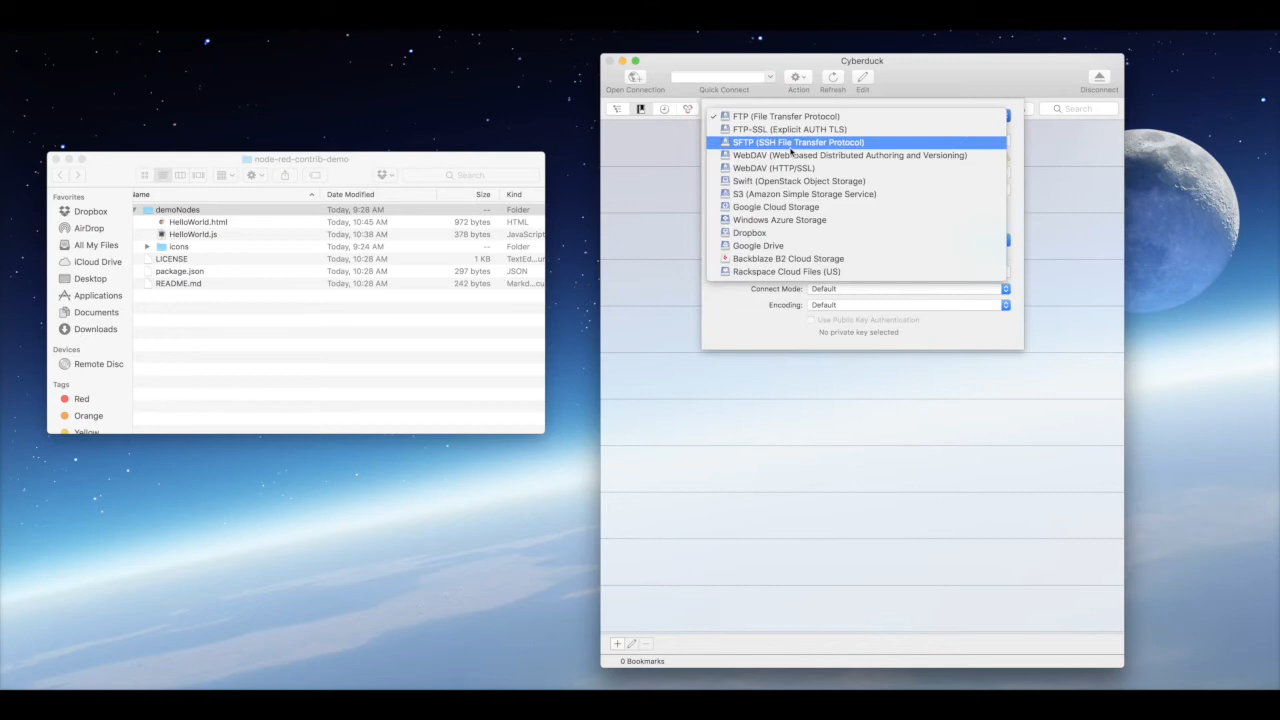 Cyberduck
Open Connection
Quick Connect
Action
Refresh
Edit
Disconnect
Search
FTP (File Transfer Protocol)
FTP-SSL (Explicit AUTH TLS)
SFTP (SSH File Transfer Protocol)
WebDAV (Web-based Distributed Authoring and Versioning)
WebDAV (HTTP/SSL)
Swift (OpenStack Object Storage)
S3 (Amazon Simple Storage Service)
Google Cloud Storage
Windows Azure Storage
Dropbox
Google Drive
Backblaze B2 Cloud Storage
Rackspace Cloud Files (US)
Connect Mode: Default
Encoding: Default
Use Public Key Authentication
No private key selected
0 Bookmarks
node-red-contrib-demo
Search
Favorites
Dropbox
AirDrop
All My Files
iCloud Drive
Desktop
Applications
Documents
Downloads
Devices
Remote Disc
Tags
Red
Orange
Yellow
Name Date Modified Size Kind
demoNodes Today, 9:28 AM -- Folder
HelloWorld.html Today, 10:45 AM 972 bytes HTML
HelloWorld.js Today, 10:38 AM 378 bytes JavaScript
icons Today, 9:24 AM -- Folder
LICENSE Today, 10:28 AM 1 KB TextEd...
package.json Today, 10:28 AM 297 bytes JSON
README.md Today, 10:28 AM 242 bytes Markd...